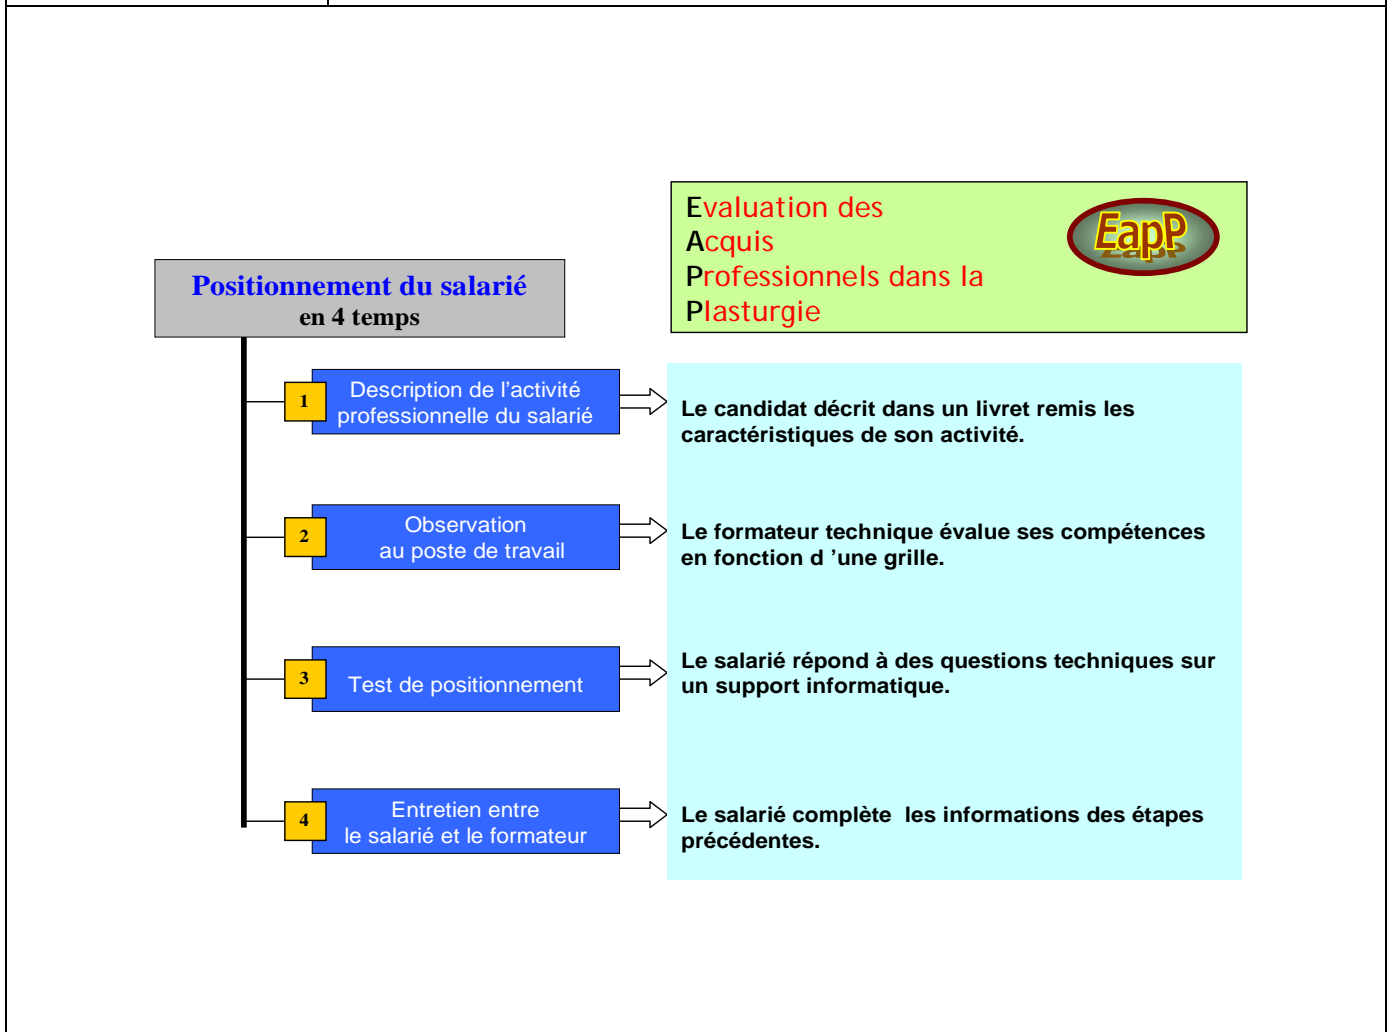 Evaluation des
Acquis
Professionnels dans la
Plasturgie
EapP
Positionnement du salarié
en 4 temps
1
Description de l’activité
professionnelle du salarié
Le candidat décrit dans un livret remis les
caractéristiques de son activité.
2
Observation
au poste de travail
Le formateur technique évalue ses compétences
en fonction d ’une grille.
3
Test de positionnement
Le salarié répond à des questions techniques sur
un support informatique.
4
Entretien entre
le salarié et le formateur
Le salarié complète  les informations des étapes
précédentes.